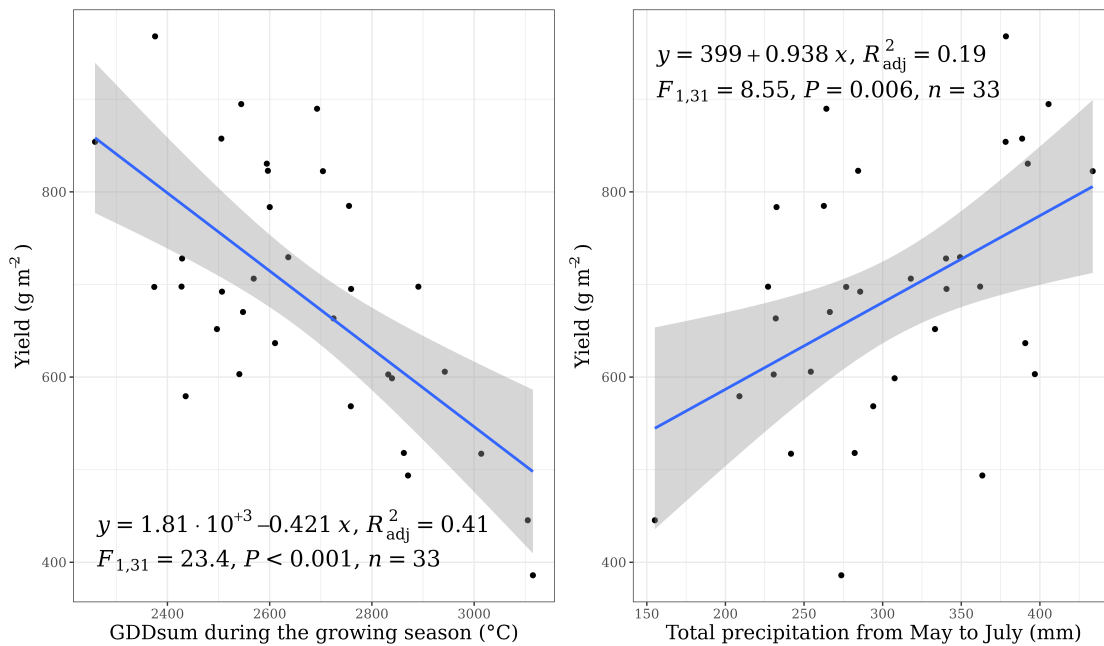 y = 1.81 · 10⁺³ –0.421 x, R²adj = 0.41
F1,31 = 23.4, P < 0.001, n = 33
Yield (g m⁻²)
800
600
400
2400 2600 2800 3000
GDDsum during the growing season (°C)
y = 399 + 0.938 x, R²adj = 0.19
F1,31 = 8.55, P = 0.006, n = 33
Yield (g m⁻²)
800
600
400
150 200 250 300 350 400
Total precipitation from May to July (mm)